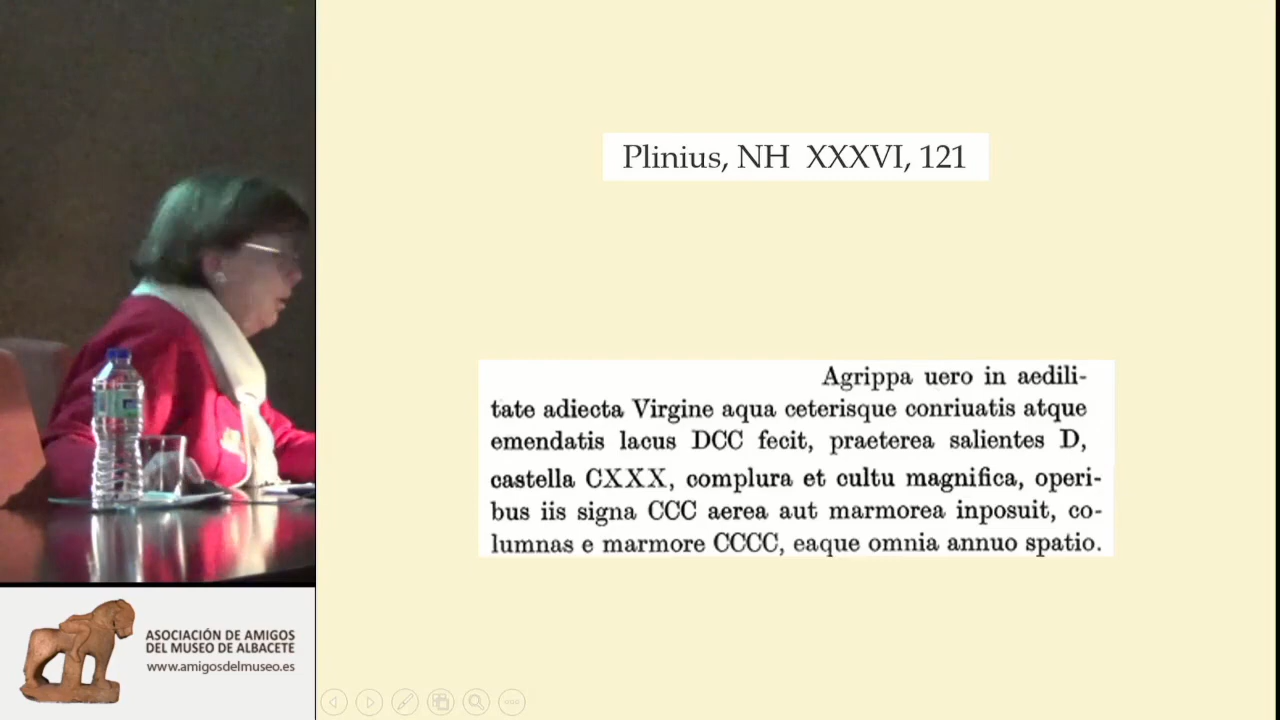 Plinius, NH XXXVI, 121
Agrippa uero in aedili-
tate adiecta Virgine aqua ceterisque conriuatis atque
emendatis lacus DCC fecit, praeterea salientes D,
castella CXXX, complura et cultu magnifica, operi-
bus iis signa CCC aerea aut marmorea inposuit, co-
lumnas e marmore CCCC, eaque omnia annuo spatio.
ASOCIACIÓN DE AMIGOS
DEL MUSEO DE ALBACETE
www.amigosdelmuseo.es